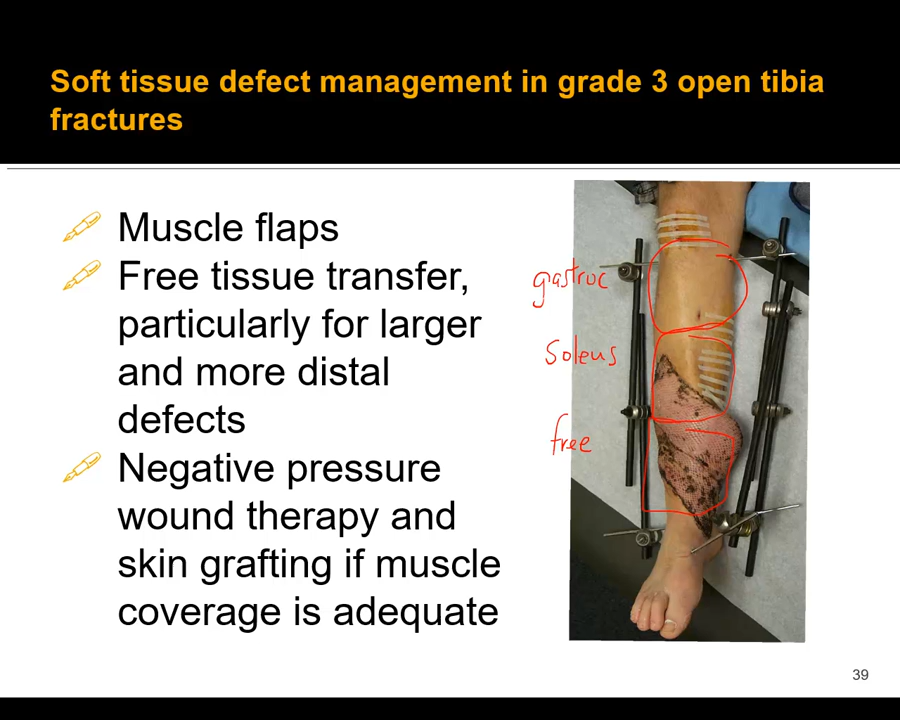 Soft tissue defect management in grade 3 open tibia
fractures
Muscle flaps
Free tissue transfer,
particularly for larger
and more distal
defects
Negative pressure
wound therapy and
skin grafting if muscle
coverage is adequate
gastroc
Soleus
free
39